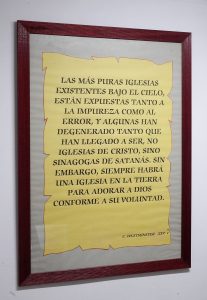 LAS MÁS PURAS IGLESIAS
EXISTENTES BAJO EL CIELO,
ESTÁN EXPUESTAS TANTO A
LA IMPUREZA COMO AL
ERROR, Y ALGUNAS HAN
DEGENERADO TANTO QUE
HAN LLEGADO A SER, NO
IGLESIAS DE CRISTO, SINO
SINAGOGAS DE SATANÁS. SIN
EMBARGO, SIEMPRE HABRÁ
UNA IGLESIA EN LA TIERRA
PARA ADORAR A DIOS
CONFORME A SU VOLUNTAD.
C. WESTMINSTER